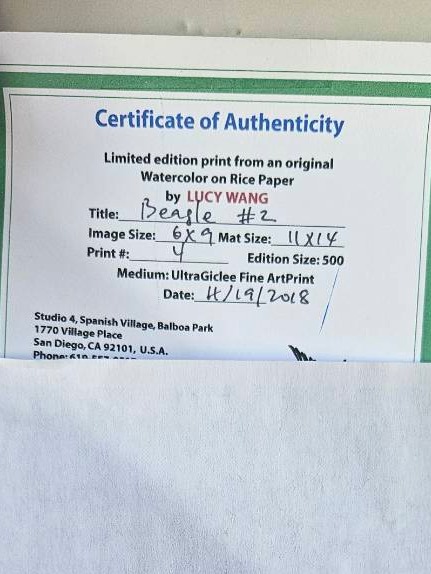 Certificate of Authenticity
Limited edition print from an original
Watercolor on Rice Paper
by LUCY WANG
Title: Beagle #2
Image Size: 6x9 Mat Size: 11x14
Print #: 4 Edition Size: 500
Medium: UltraGiclee Fine ArtPrint
Date: 4/19/2018
Studio 4, Spanish Village, Balboa Park
1770 Village Place
San Diego, CA 92101, U.S.A.
Phone: